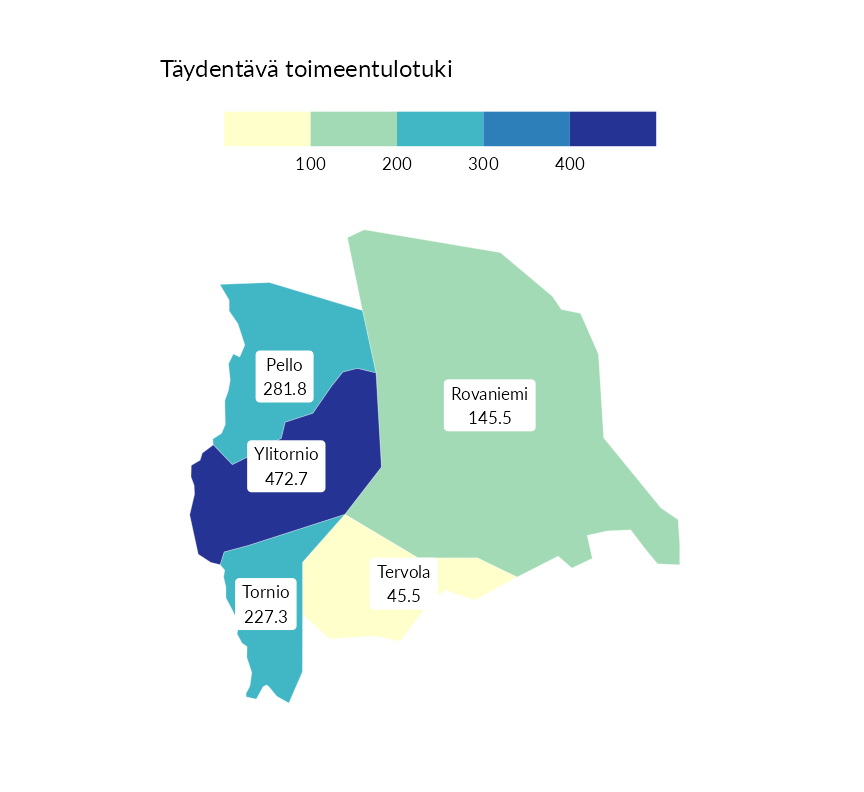 Täydentävä toimeentulotuki
100 200 300 400
Pello
281.8
Rovaniemi
145.5
Ylitornio
472.7
Tervola
45.5
Tornio
227.3